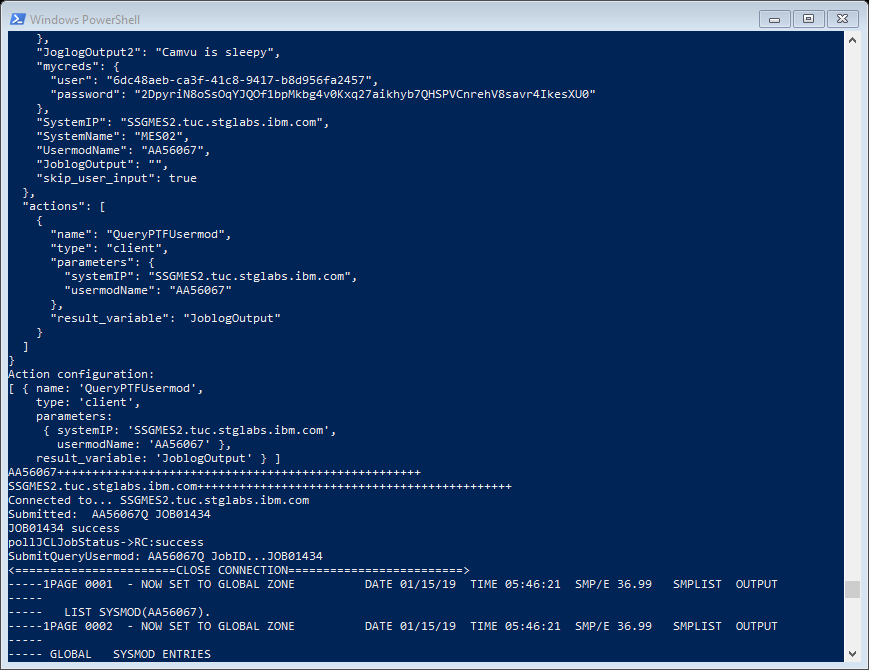 Windows PowerShell
},
"JoglogOutput2": "Camvu is sleepy",
"mycreds": {
"user": "6dc48aeb-ca3f-41c8-9417-b8d956fa2457",
"password": "2DpyriN8oSsOqYJQOf1bpMkbg4v0Kxq27aikhyb7QHSPVCnrehV8savr4IkesXU0"
},
"SystemIP": "SSGMES2.tuc.stglabs.ibm.com",
"SystemName": "MES02",
"UsermodName": "AA56067",
"JoblogOutput": "",
"skip_user_input": true
},
"actions": [
{
"name": "QueryPTFUsermod",
"type": "client",
"parameters": {
"systemIP": "SSGMES2.tuc.stglabs.ibm.com",
"usermodName": "AA56067"
},
"result_variable": "JoblogOutput"
}
]
}
Action configuration:
[ { name: 'QueryPTFUsermod',
type: 'client',
parameters:
{ systemIP: 'SSGMES2.tuc.stglabs.ibm.com',
usermodName: 'AA56067' },
result_variable: 'JoblogOutput' } ]
AA56067++++++++++++++++++++++++++++++++++++++++++++++++++++
SSGMES2.tuc.stglabs.ibm.com+++++++++++++++++++++++++++++++++++++++++++++
Connected to... SSGMES2.tuc.stglabs.ibm.com
Submitted:  AA56067Q JOB01434
JOB01434 success
pollJCLJobStatus->RC:success
SubmitQueryUsermod: AA56067Q JobID...JOB01434
<=======================CLOSE CONNECTION=========================>
-----1PAGE 0001  - NOW SET TO GLOBAL ZONE          DATE 01/15/19  TIME 05:46:21  SMP/E 36.99   SMPLIST  OUTPUT
-----
-----   LIST SYSMOD(AA56067).
-----1PAGE 0002  - NOW SET TO GLOBAL ZONE          DATE 01/15/19  TIME 05:46:21  SMP/E 36.99   SMPLIST  OUTPUT
-----
----- GLOBAL   SYSMOD ENTRIES